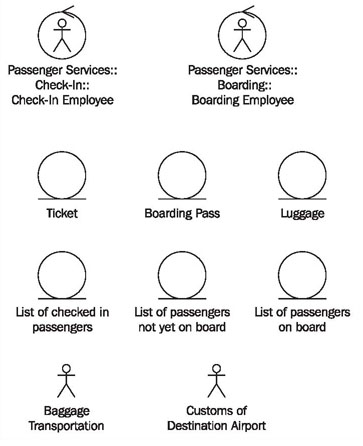 Passenger Services::
Check-In::
Check-In Employee
Passenger Services::
Boarding::
Boarding Employee
Ticket
Boarding Pass
Luggage
List of checked in
passengers
List of passengers
not yet on board
List of passengers
on board
Baggage
Transportation
Customs of
Destination Airport